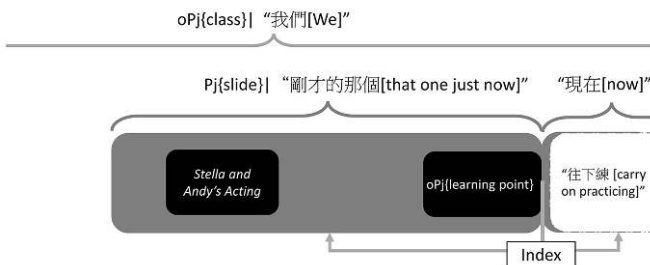 oPj{class}| “我們[We]”
Pj{slide}| “剛才的那個[that one just now]” “現在[now]”
Stella and
Andy’s Acting
oPj{learning point}
“往下練 [carry
on practicing]”
Index